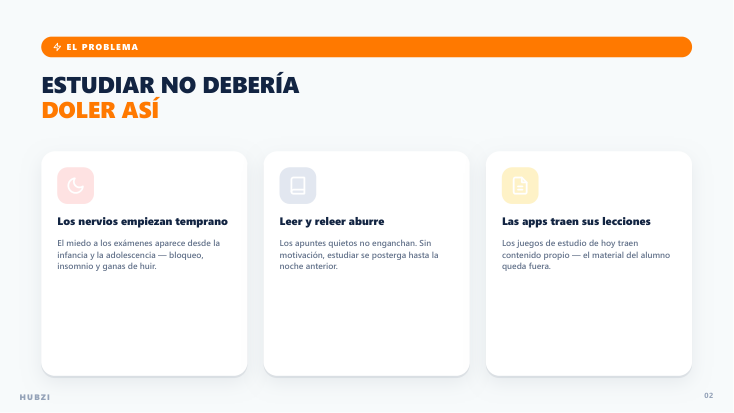 EL PROBLEMA
ESTUDIAR NO DEBERÍA
DOLER ASÍ
Los nervios empiezan temprano
El miedo a los exámenes aparece desde la
infancia y la adolescencia — bloqueo,
insomnio y ganas de huir.
Leer y releer aburre
Los apuntes quietos no enganchan. Sin
motivación, estudiar se posterga hasta la
noche anterior.
Las apps traen sus lecciones
Los juegos de estudio de hoy traen
contenido propio — el material del alumno
queda fuera.
HUBZI
02